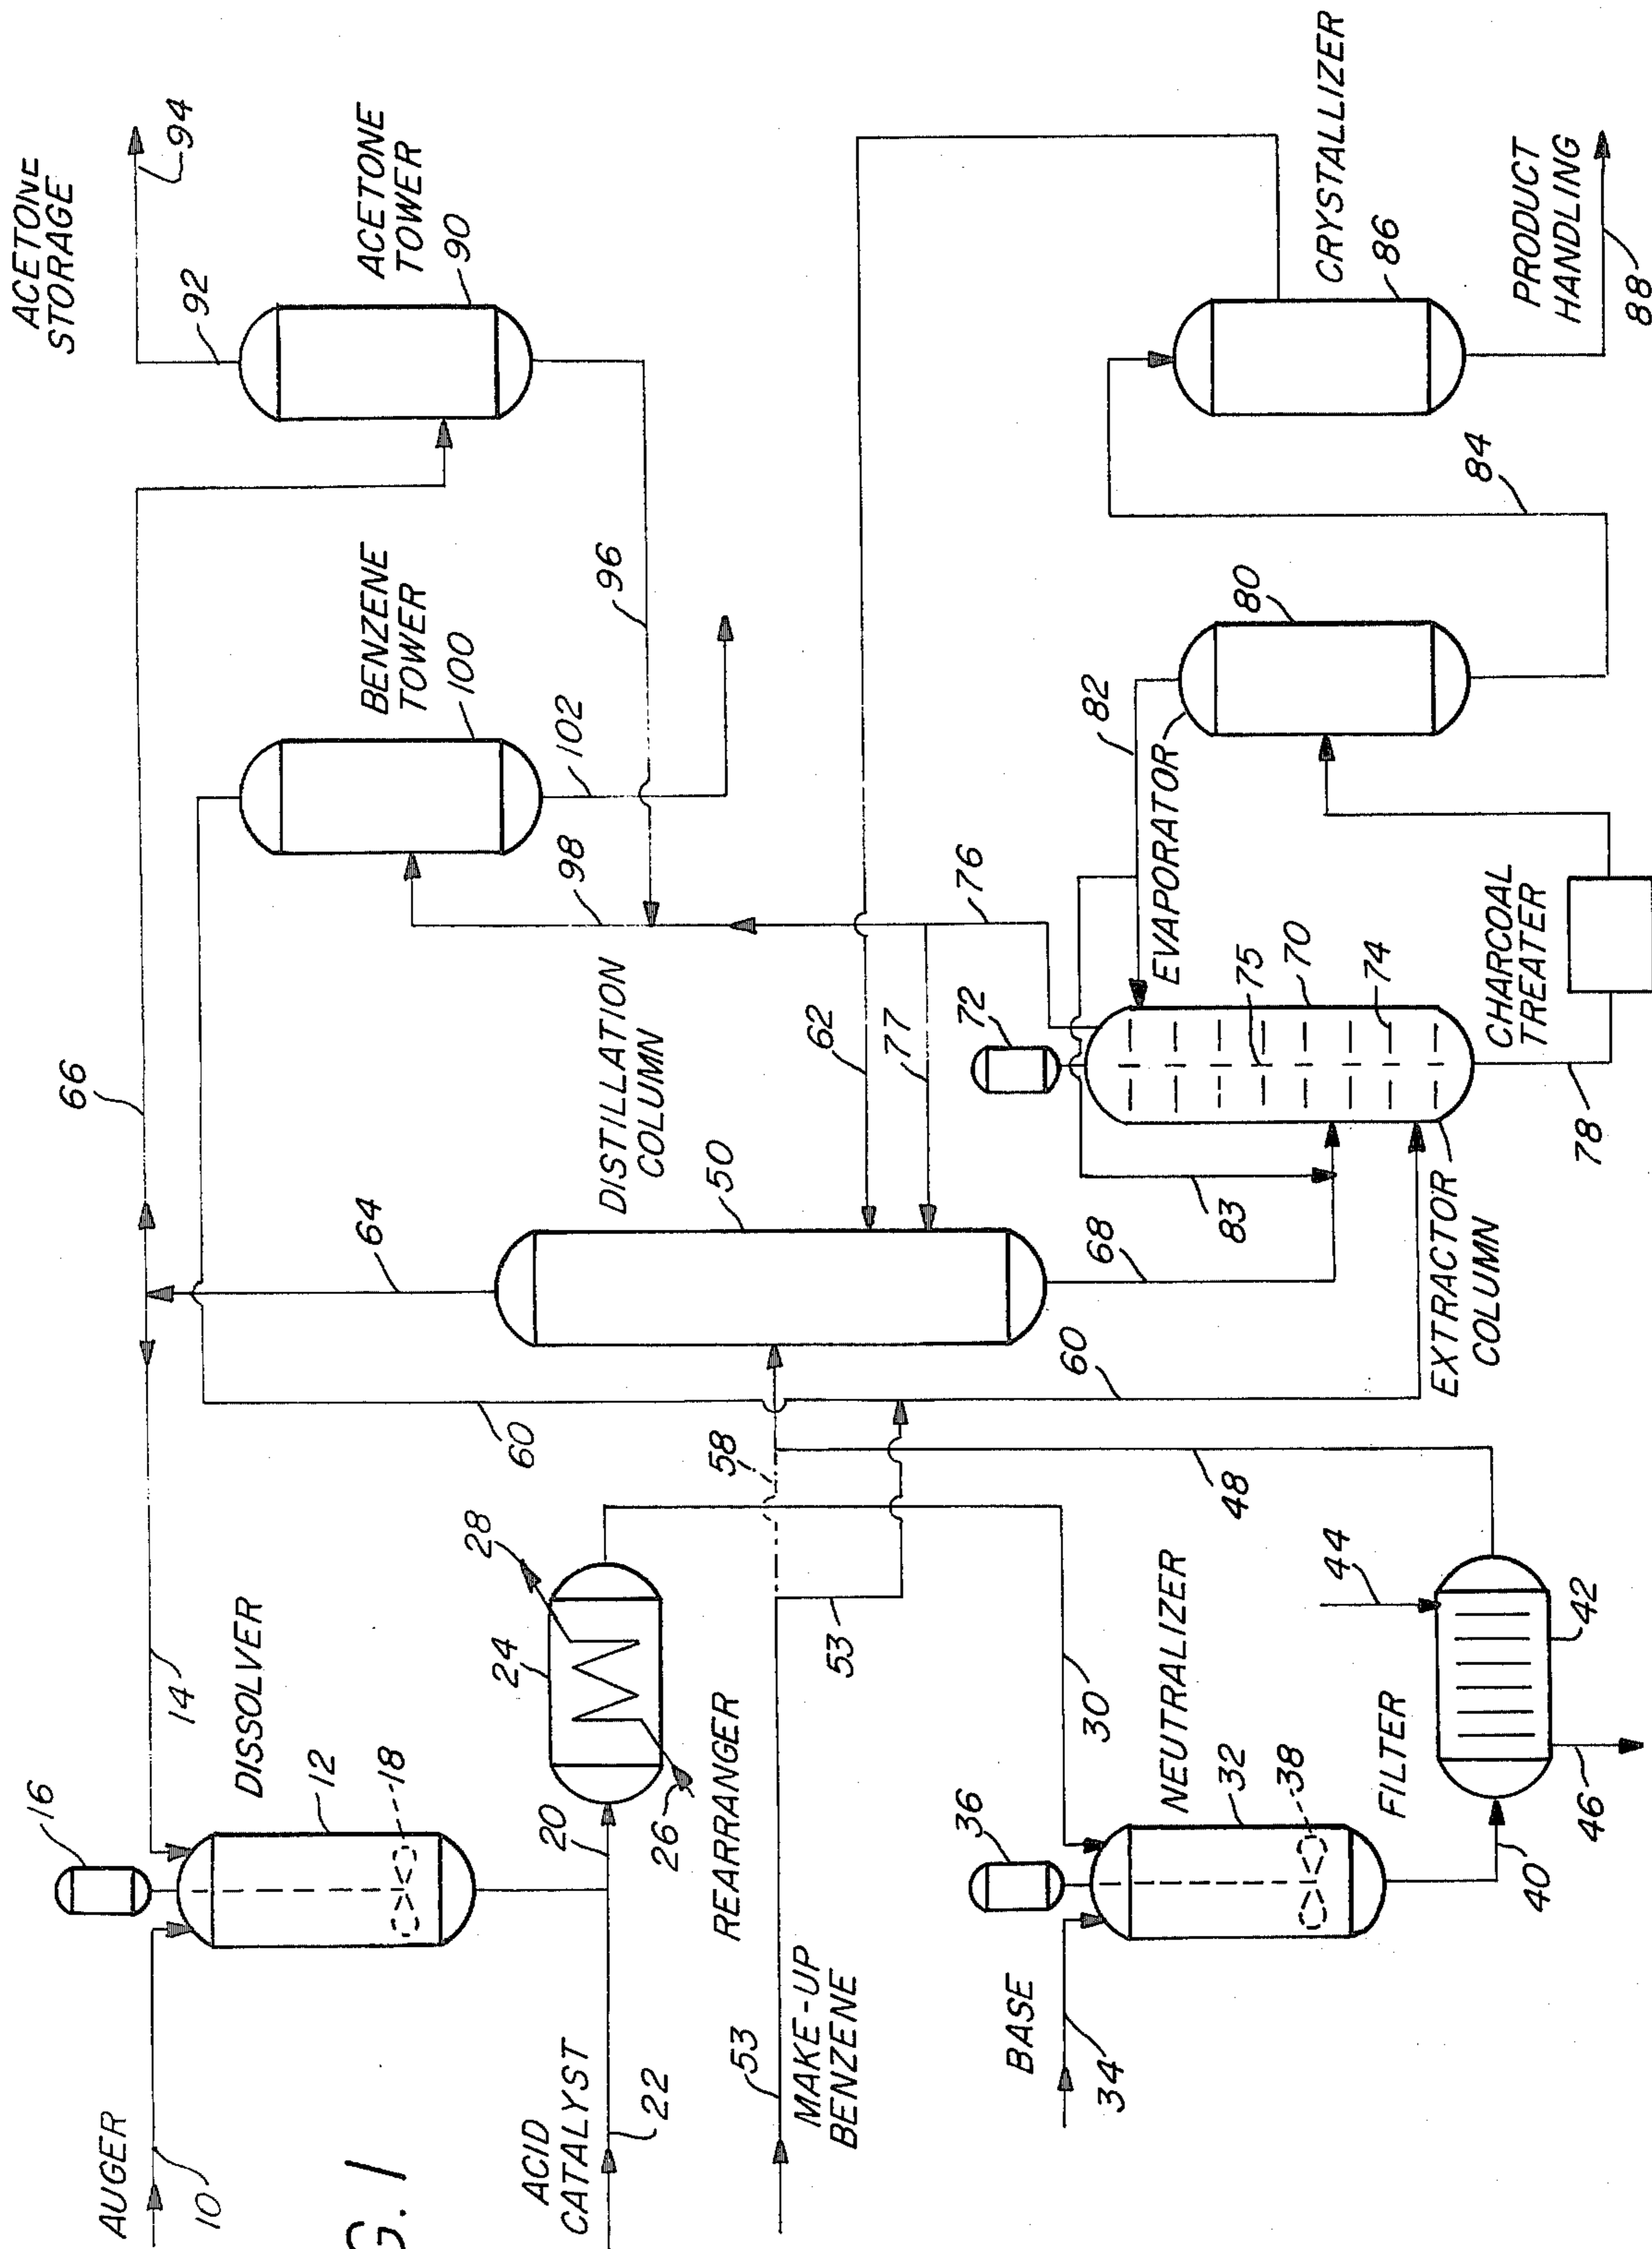 AUGER
10
16
14
DISSOLVER
12
18
66
64
ACETONE
STORAGE
94
92
ACETONE
TOWER
90
BENZENE
TOWER
100
102
96
98
ACID
CATALYST
22
20
24
28
26
REARRANGER
53
MAKE-UP
BENZENE
53
58
60
60
DISTILLATION
COLUMN
50
62
77
76
68
83
72
75
70
74
EXTRACTOR
COLUMN
EVAPORATOR
82
80
84
CRYSTALLIZER
86
PRODUCT
HANDLING
88
CHARCOAL
TREATER
78
BASE
34
36
NEUTRALIZER
32
38
30
40
FILTER
44
42
46
48
G. 1